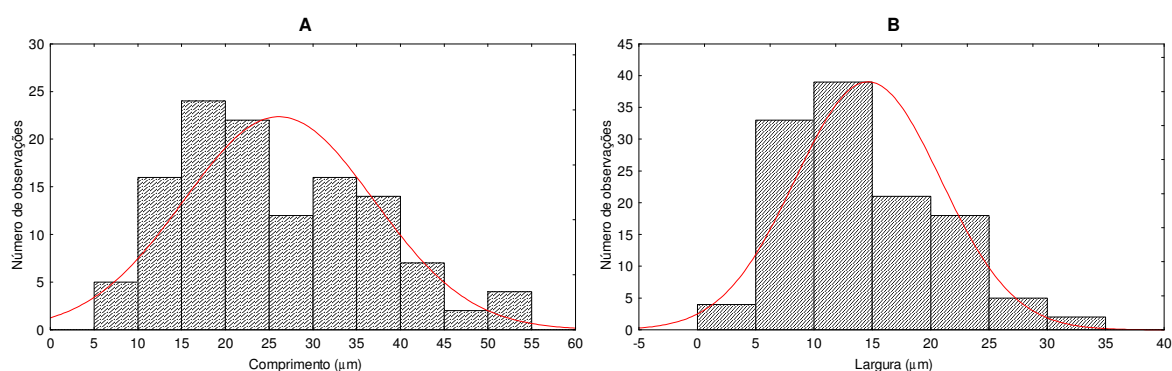 A
Número de observações
30
25
20
15
10
5
0
0 5 10 15 20 25 30 35 40 45 50 55 60
Comprimento (μm)
B
Número de observações
45
40
35
30
25
20
15
10
5
0
-5 0 5 10 15 20 25 30 35 40
Largura (μm)